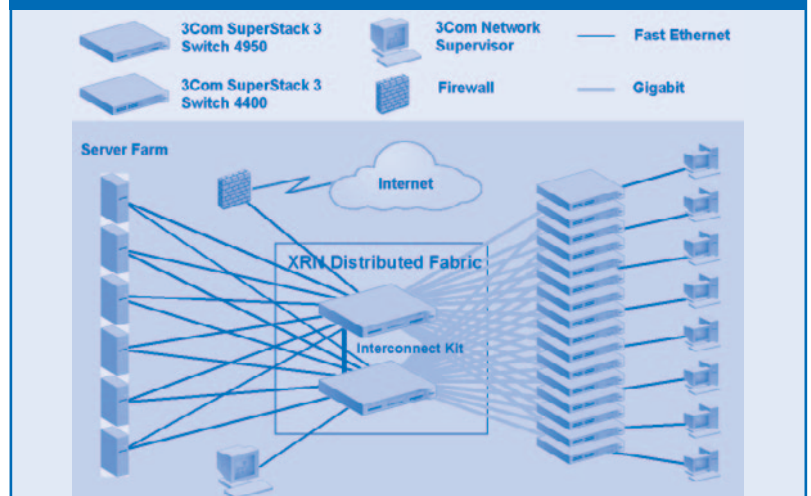 3Com SuperStack 3
Switch 4950
3Com Network
Supervisor
Fast Ethernet
3Com SuperStack 3
Switch 4400
Firewall
Gigabit
Server Farm
Internet
XRN Distributed Fabric
Interconnect Kit